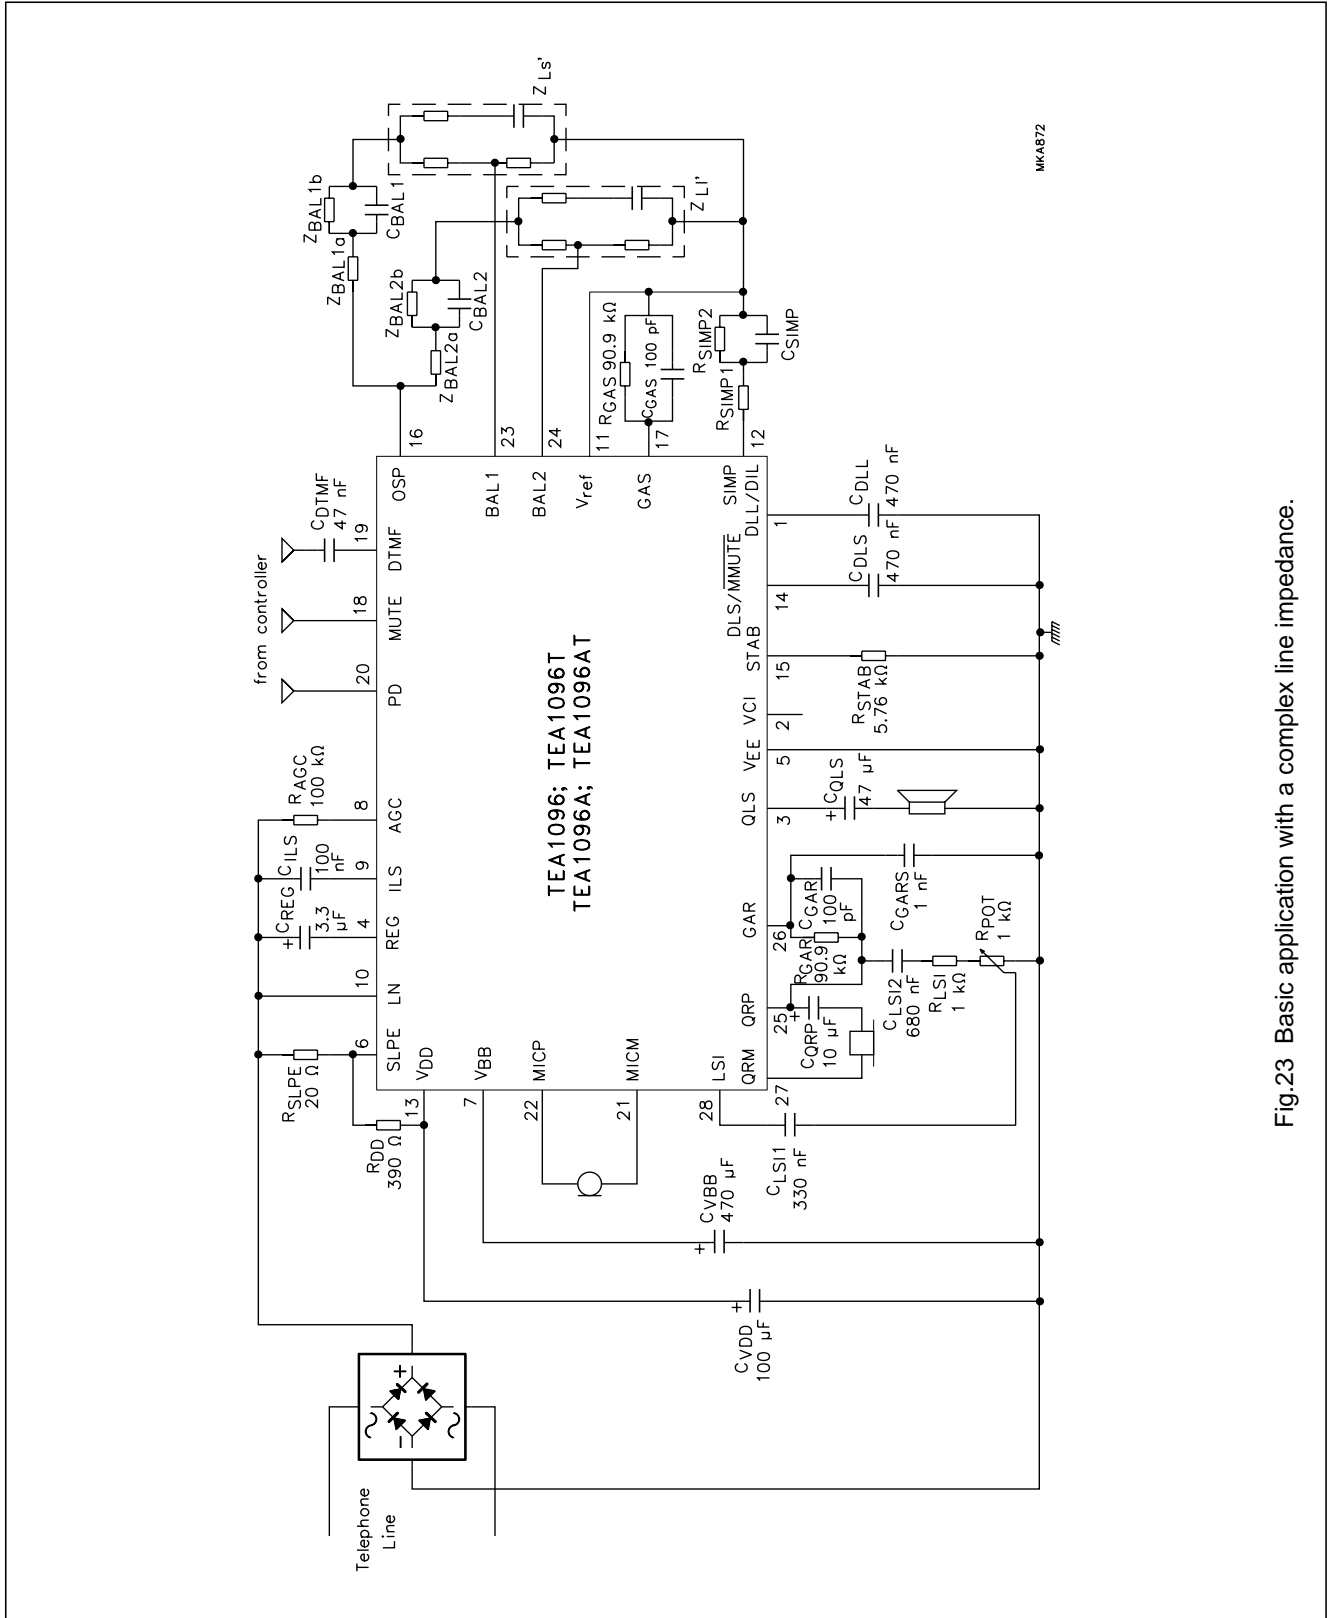 Telephone
Line
from controller
RSLPE
20 Ω
CREG
3.3
µF
CILS
100
nF
RAGC
100 kΩ
CDTMF
47 nF
6
10
4
9
8
20
18
19
SLPE
LN
REG
ILS
AGC
PD
MUTE
DTMF
RDD
390 Ω
13
VDD
7
VBB
22
MICP
21
MICM
28
LSI
TEA1096; TEA1096T
TEA1096A; TEA1096AT
OSP
16
BAL1
23
BAL2
24
Vref
11
GAS
17
SIMP
12
ZBAL1a
ZBAL1b
CBAL1
ZLs'
ZBAL2a
ZBAL2b
CBAL2
ZLl'
RGAS 90.9 kΩ
CGAS 100 pF
RSIMP1
RSIMP2
CSIMP
QRM
QRP
GAR
QLS
VEE
VCI
STAB
DLS/MMUTE
DLL/DIL
27
25
26
3
5
2
15
14
1
CVDD
100 µF
CVBB
470 µF
CLSI1
330 nF
CQRP
10 µF
RGAR
90.9
kΩ
CGAR
100
pF
CLSI2
680 nF
RLSI
1 kΩ
RPOT
1 kΩ
CGARS
1 nF
CQLS
47 µF
RSTAB
5.76 kΩ
CDLS
470 nF
CDLL
470 nF
MKA872
Fig.23 Basic application with a complex line impedance.